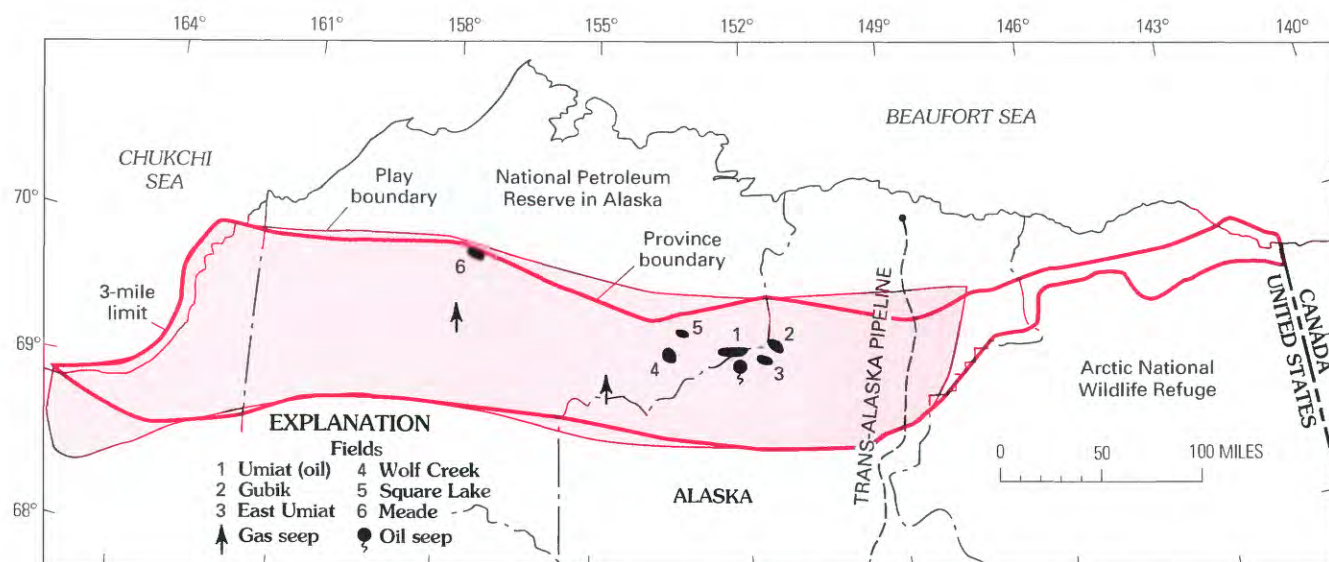 164° 161° 158° 155° 152° 149° 146° 143° 140°
BEAUFORT SEA
CHUKCHI
SEA
Play
boundary
National Petroleum
Reserve in Alaska
70°
Province
boundary
6
3-mile
limit
TRANS-ALASKA PIPELINE
5
1
2
4
3
69°
CANADA
UNITED STATES
Arctic National
Wildlife Refuge
EXPLANATION
Fields
1 Umiat (oil) 4 Wolf Creek
2 Gubik 5 Square Lake
3 East Umiat 6 Meade
Gas seep Oil seep
ALASKA
0 50 100 MILES
68°